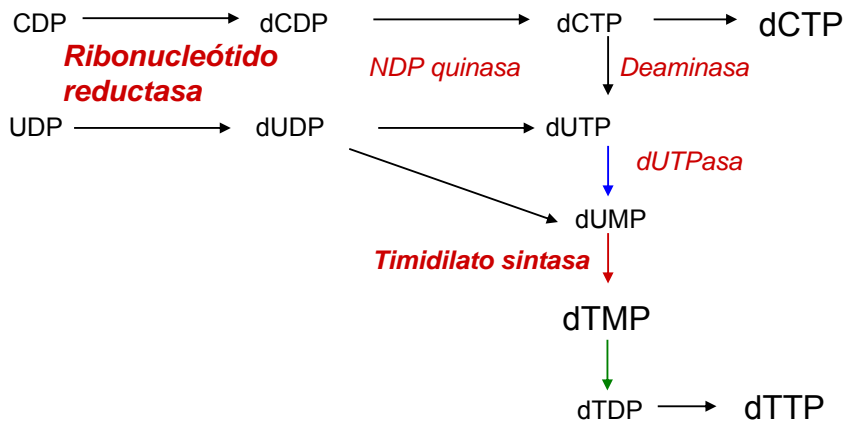 CDP dCDP dCTP dCTP
Ribonucleótido
reductasa
NDP quinasa
Deaminasa
UDP dUDP dUTP
dUTPasa
dUMP
Timidilato sintasa
dTMP
dTDP dTTP